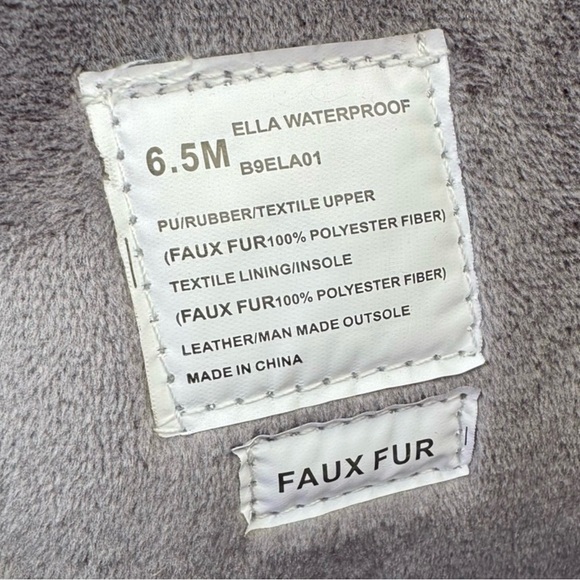 ELLA WATERPROOF
6.5M B9ELA01
PU/RUBBER/TEXTILE UPPER
(FAUX FUR100% POLYESTER FIBER)
TEXTILE LINING/INSOLE
(FAUX FUR100% POLYESTER FIBER)
LEATHER/MAN MADE OUTSOLE
MADE IN CHINA
FAUX FUR